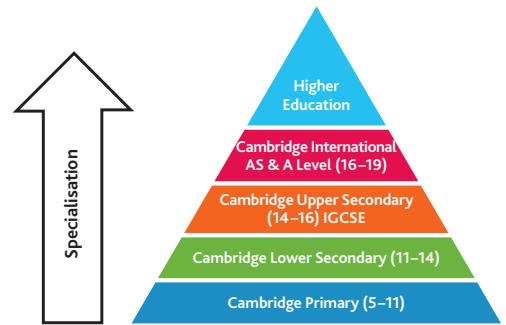 Higher
Education
Cambridge International
AS & A Level (16–19)
Cambridge Upper Secondary
(14–16) IGCSE
Cambridge Lower Secondary (11–14)
Cambridge Primary (5–11)
Specialisation